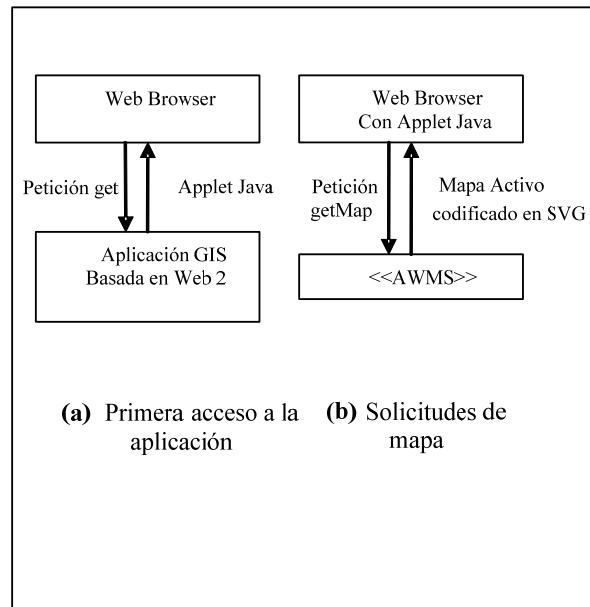 Web Browser
Petición get
Applet Java
Aplicación GIS
Basada en Web 2
(a) Primera acceso a la
aplicación
Web Browser
Con Applet Java
Petición
getMap
Mapa Activo
codificado en SVG
<<AWMS>>
(b) Solicitudes de
mapa